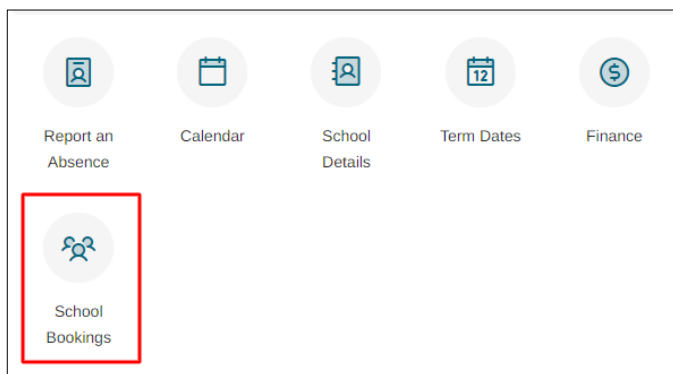 12
Report an
Absence
Calendar
School
Details
Term Dates
Finance
School
Bookings